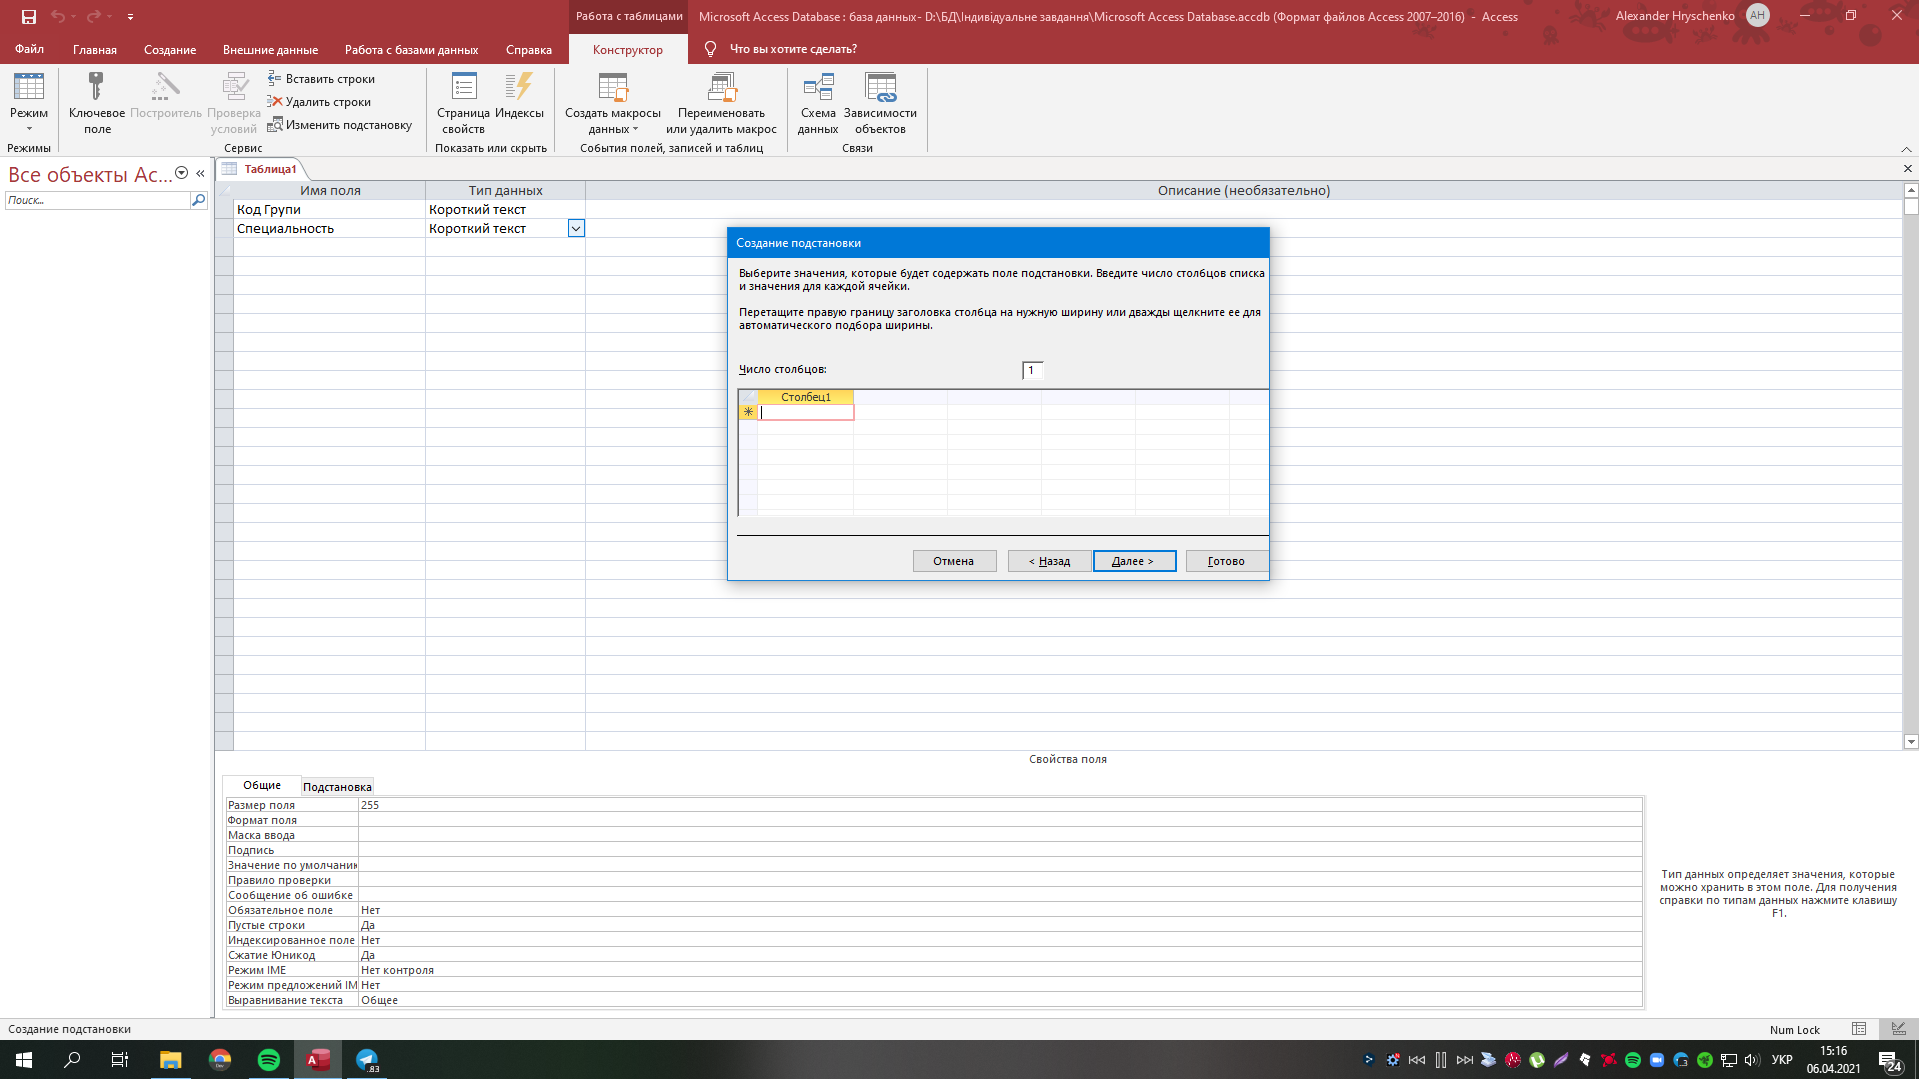 Работа с таблицами
Microsoft Access Database : база данных- D:\БД\Індивідуальне завдання\Microsoft Access Database.accdb (Формат файлов Access 2007–2016) - Access
Alexander Hryschenko
AH
Файл
Главная
Создание
Внешние данные
Работа с базами данных
Справка
Конструктор
Что вы хотите сделать?
Режим
Режимы
Ключевое поле
Построитель
Проверка условий
Вставить строки
Удалить строки
Изменить подстановку
Сервис
Страница свойств
Индексы
Показать или скрыть
Создать макросы данных
Переименовать или удалить макрос
События полей, записей и таблиц
Схема данных
Зависимости объектов
Связи
Все объекты Ac...
Поиск...
Таблица1
Имя поля
Тип данных
Описание (необязательно)
Код Групи
Короткий текст
Специальность
Короткий текст
Создание подстановки
Выберите значения, которые будет содержать поле подстановки. Введите число столбцов списка
и значения для каждой ячейки.
Перетащите правую границу заголовка столбца на нужную ширину или дважды щелкните ее для
автоматического подбора ширины.
Число столбцов:
1
Столбец1
Отмена
< Назад
Далее >
Готово
Свойства поля
Общие
Подстановка
Размер поля
255
Формат поля
Маска ввода
Подпись
Значение по умолчани
Правило проверки
Сообщение об ошибке
Обязательное поле
Нет
Пустые строки
Да
Индексированное поле
Нет
Сжатие Юникод
Да
Режим IME
Нет контроля
Режим предложений IM
Нет
Выравнивание текста
Общее
Тип данных определяет значения, которые
можно хранить в этом поле. Для получения
справки по типам данных нажмите клавишу
F1.
Создание подстановки
Num Lock
Dev
.83
УКР
15:16
06.04.2021
24